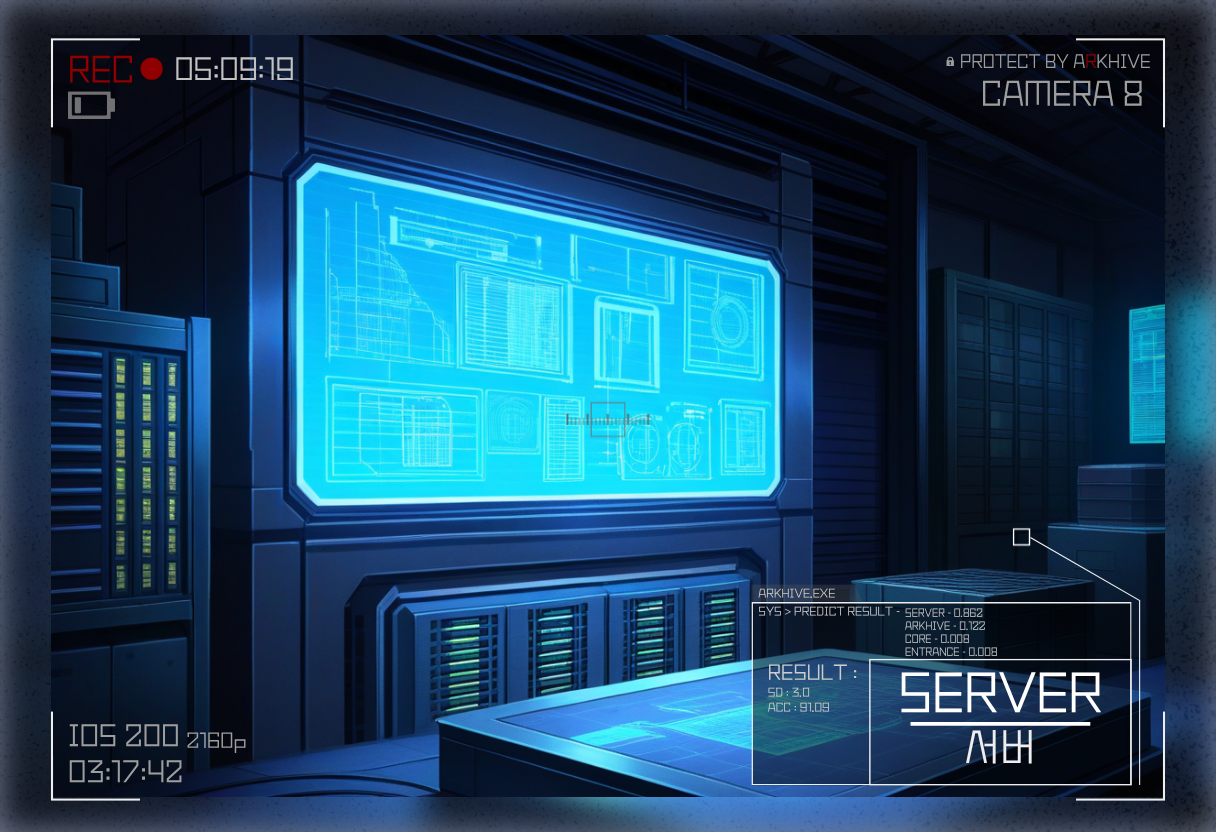 REC 05:09:19
PROTECT BY ARKHIVE
CAMERA 8
ARKHIVE.EXE
SYS > PREDICT RESULT - SERVER - 0.862
ARKHIVE - 0.122
CORE - 0.008
ENTRANCE - 0.008
RESULT :
SD : 3.0
ACC : 91.09
SERVER
서버
IOS 200 2160p
03:17:42